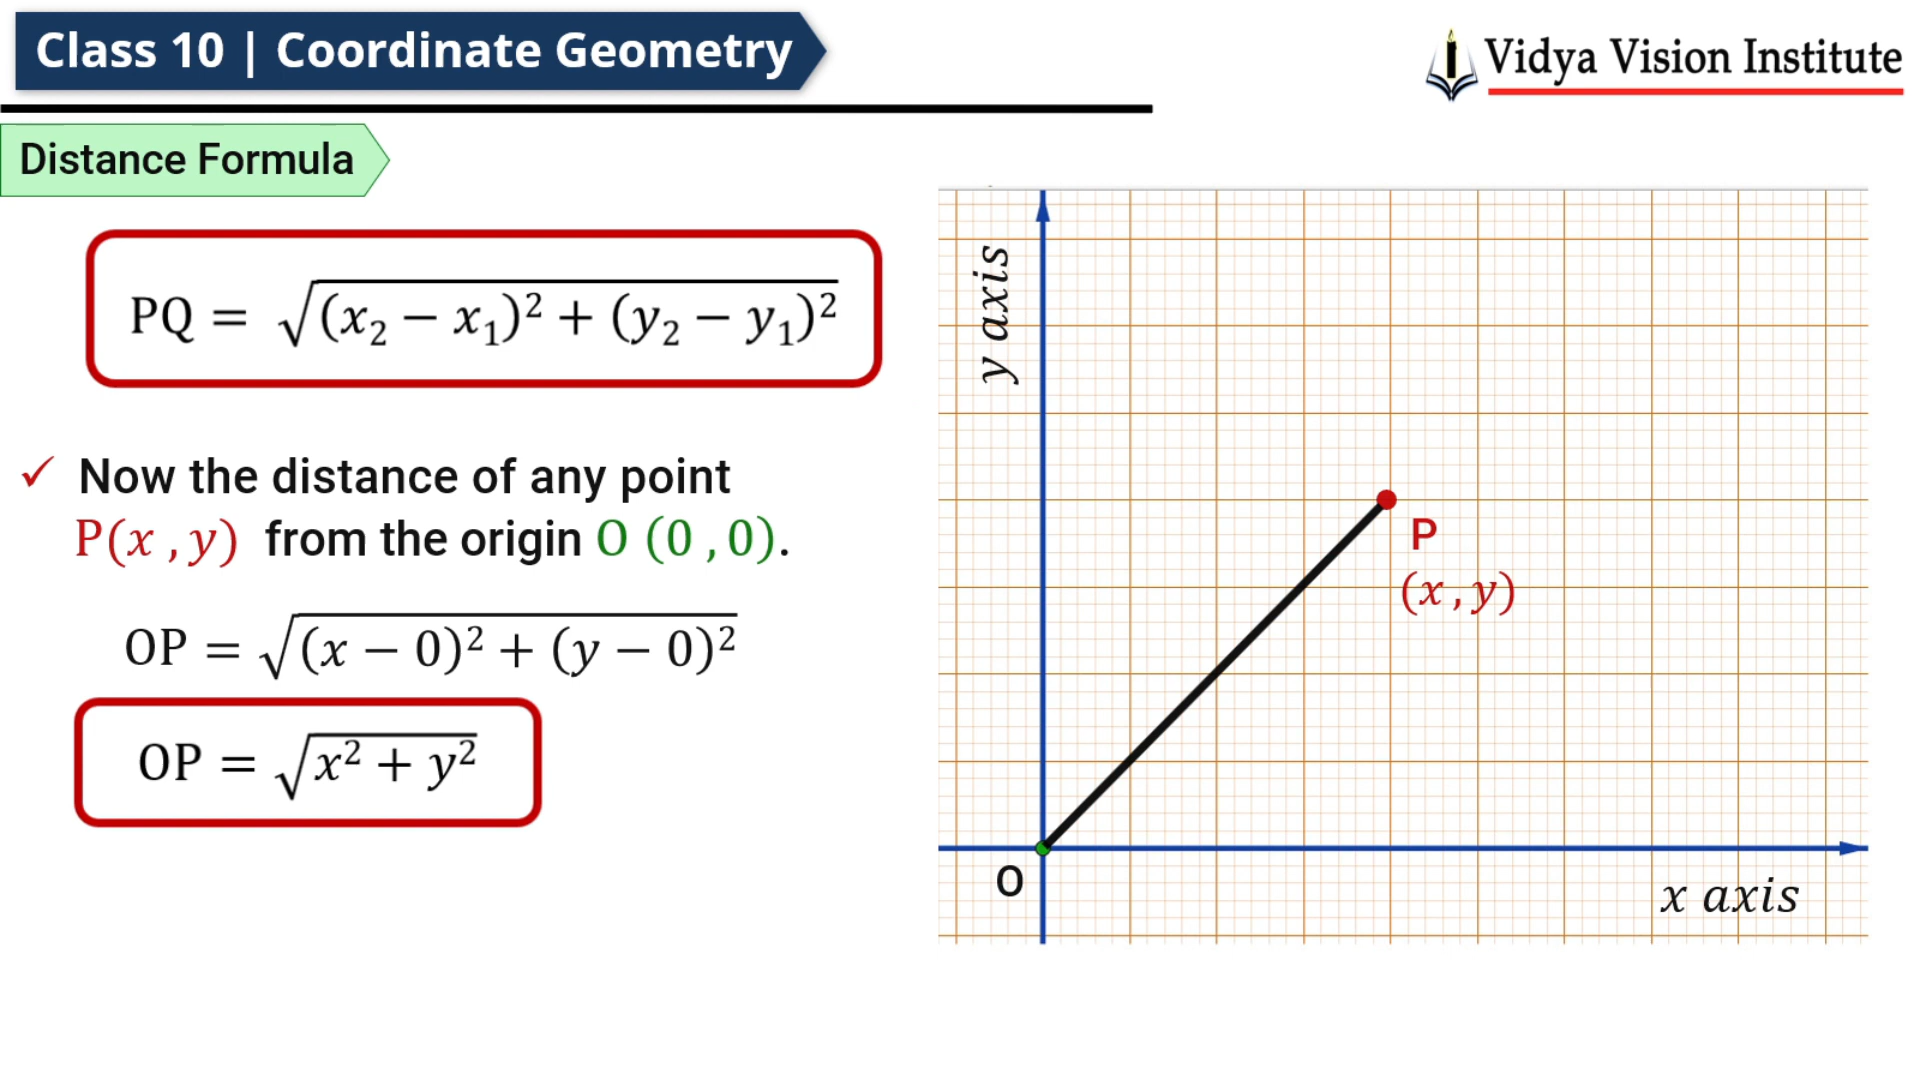 Class 10 | Coordinate Geometry
Vidya Vision Institute
Distance Formula
PQ = √(x₂ − x₁)² + (y₂ − y₁)²
✓ Now the distance of any point
P(x , y) from the origin O (0 , 0).
OP = √(x − 0)² + (y − 0)²
OP = √x² + y²
y axis
P
(x , y)
O
x axis